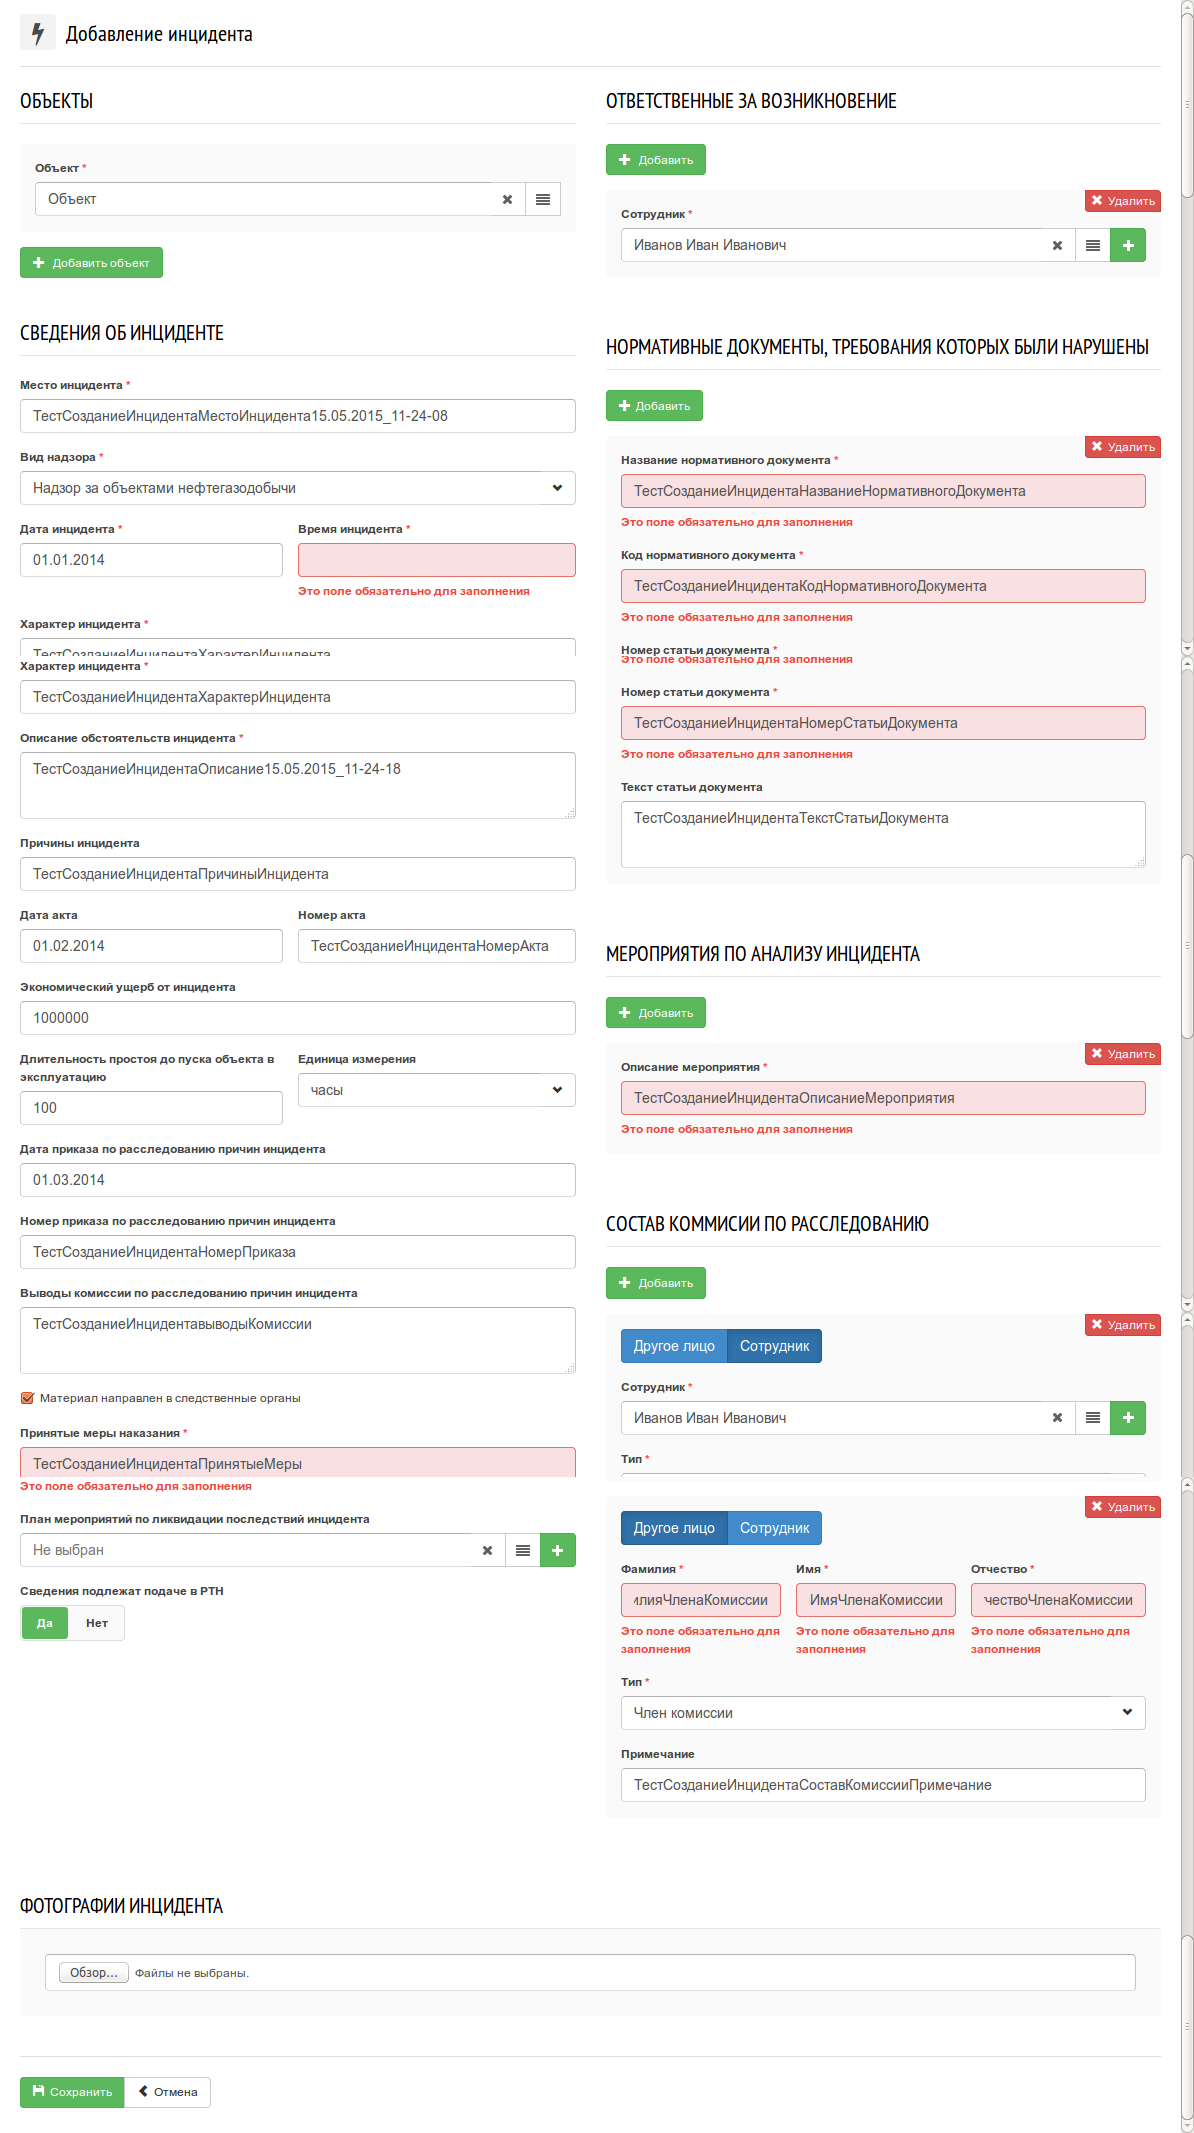 Добавление инцидента
ОБЪЕКТЫ
Объект *
Объект
Добавить объект
СВЕДЕНИЯ ОБ ИНЦИДЕНТЕ
Место инцидента *
ТестСозданиеИнцидентаМестоИнцидента15.05.2015_11-24-08
Вид надзора *
Надзор за объектами нефтегазодобычи
Дата инцидента *
Время инцидента *
01.01.2014
Это поле обязательно для заполнения
Характер инцидента *
ТестСозданиеИнцидентаХарактерИнцидента
Характер инцидента *
ТестСозданиеИнцидентаХарактерИнцидента
Описание обстоятельств инцидента *
ТестСозданиеИнцидентаОписание15.05.2015_11-24-18
Причины инцидента
ТестСозданиеИнцидентаПричиныИнцидента
Дата акта
Номер акта
01.02.2014
ТестСозданиеИнцидентаНомерАкта
Экономический ущерб от инцидента
1000000
Длительность простоя до пуска объекта в
эксплуатацию
Единица измерения
100
часы
Дата приказа по расследованию причин инцидента
01.03.2014
Номер приказа по расследованию причин инцидента
ТестСозданиеИнцидентаНомерПриказа
Выводы комиссии по расследованию причин инцидента
ТестСозданиеИнцидентавыводыКомиссии
Материал направлен в следственные органы
Принятые меры наказания *
ТестСозданиеИнцидентаПринятыеМеры
Это поле обязательно для заполнения
План мероприятий по ликвидации последствий инцидента
Не выбран
Сведения подлежат подаче в РТН
Да
Нет
ОТВЕТСТВЕННЫЕ ЗА ВОЗНИКНОВЕНИЕ
Добавить
Удалить
Сотрудник *
Иванов Иван Иванович
НОРМАТИВНЫЕ ДОКУМЕНТЫ, ТРЕБОВАНИЯ КОТОРЫХ БЫЛИ НАРУШЕНЫ
Добавить
Удалить
Название нормативного документа *
ТестСозданиеИнцидентаНазваниеНормативногоДокумента
Это поле обязательно для заполнения
Код нормативного документа *
ТестСозданиеИнцидентаКодНормативногоДокумента
Это поле обязательно для заполнения
Номер статьи документа *
Это поле обязательно для заполнения
Номер статьи документа *
ТестСозданиеИнцидентаНомерСтатьиДокумента
Это поле обязательно для заполнения
Текст статьи документа
ТестСозданиеИнцидентаТекстСтатьиДокумента
МЕРОПРИЯТИЯ ПО АНАЛИЗУ ИНЦИДЕНТА
Добавить
Удалить
Описание мероприятия *
ТестСозданиеИнцидентаОписаниеМероприятия
Это поле обязательно для заполнения
СОСТАВ КОММИСИИ ПО РАССЛЕДОВАНИЮ
Добавить
Удалить
Другое лицо
Сотрудник
Сотрудник *
Иванов Иван Иванович
Тип *
Удалить
Другое лицо
Сотрудник
Фамилия *
Имя *
Отчество *
илияЧленаКомиссии
ИмяЧленаКомиссии
чествоЧленаКомиссии
Это поле обязательно для
заполнения
Это поле обязательно для
заполнения
Это поле обязательно для
заполнения
Тип *
Член комиссии
Примечание
ТестСозданиеИнцидентаСоставКомиссииПримечание
ФОТОГРАФИИ ИНЦИДЕНТА
Обзор...
Файлы не выбраны.
Сохранить
Отмена